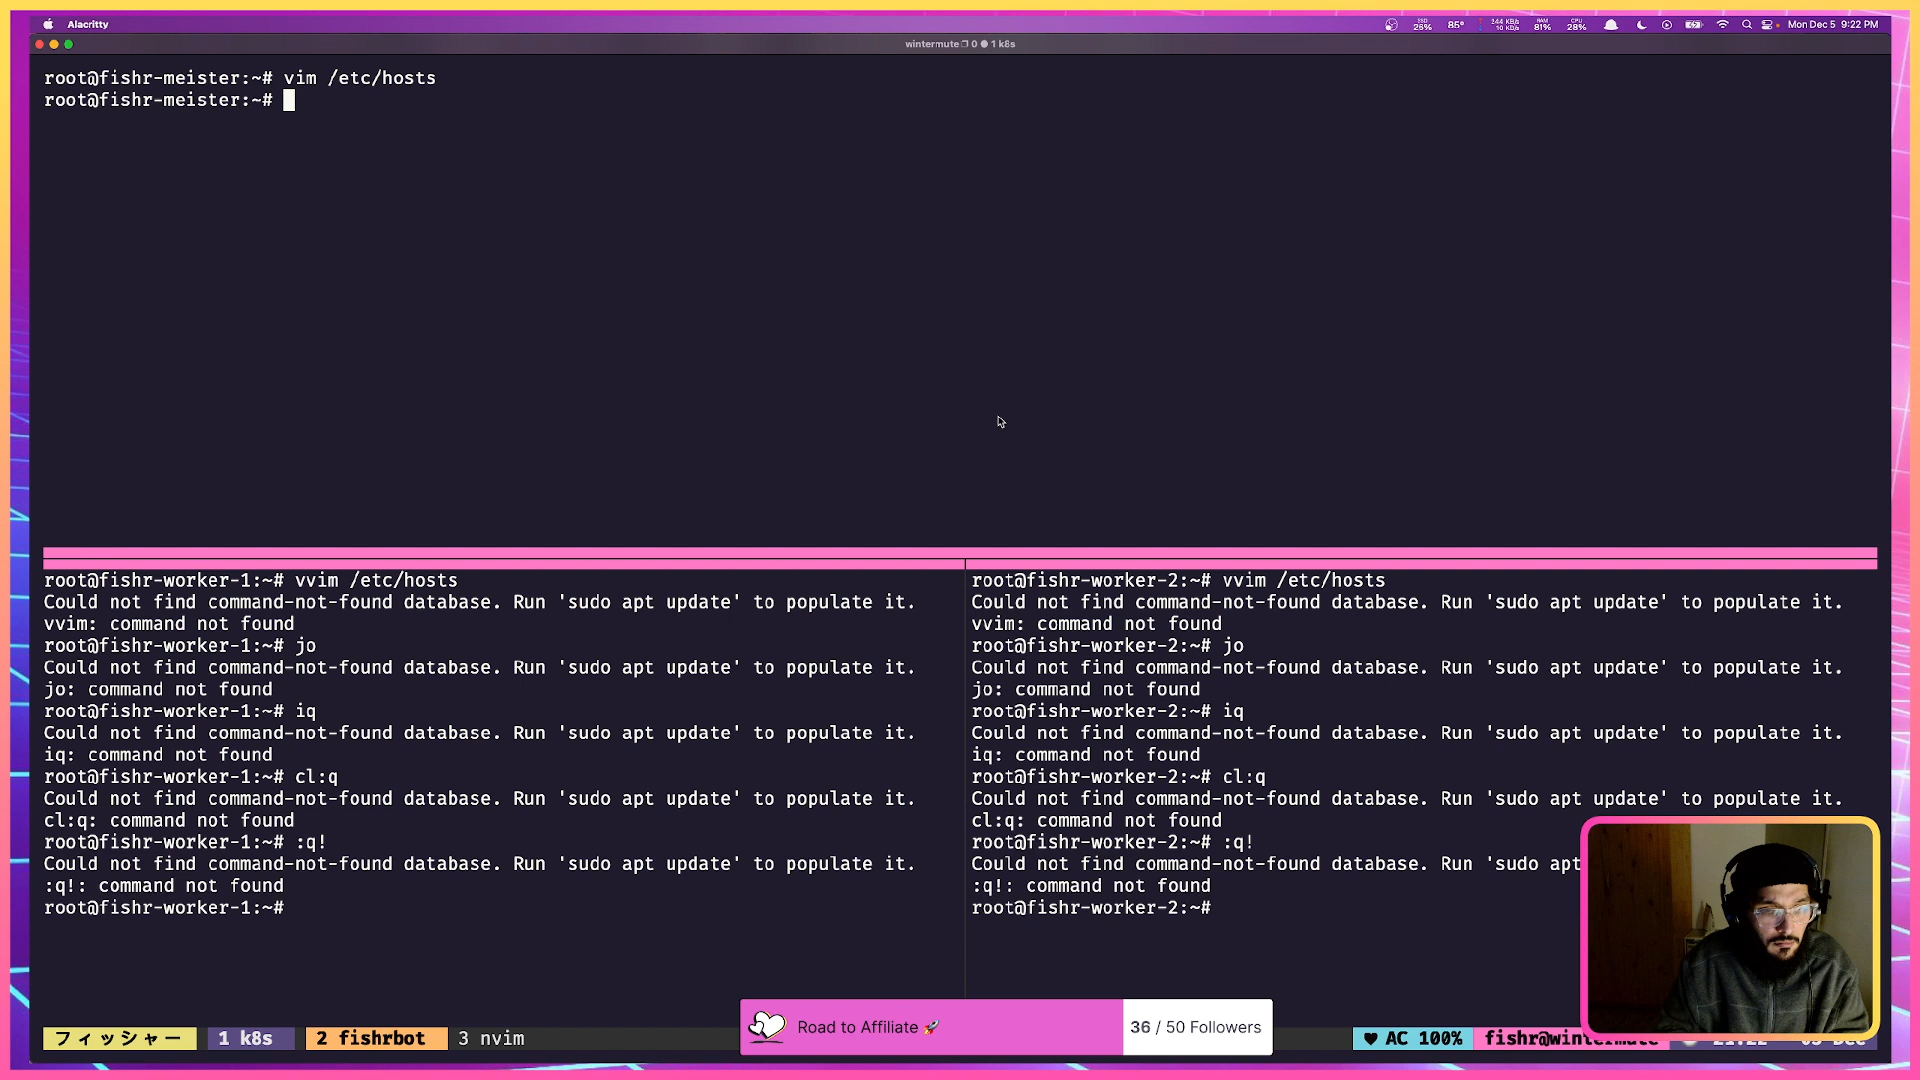 Alacritty
SSD 26%
85°
244 KB/s
10 KB/s
RAM 81%
CPU 28%
Mon Dec 5 9:22 PM
wintermute 0 1 k8s
root@fishr-meister:~# vim /etc/hosts
root@fishr-meister:~#
root@fishr-worker-1:~# vvim /etc/hosts
Could not find command-not-found database. Run 'sudo apt update' to populate it.
vvim: command not found
root@fishr-worker-1:~# jo
Could not find command-not-found database. Run 'sudo apt update' to populate it.
jo: command not found
root@fishr-worker-1:~# iq
Could not find command-not-found database. Run 'sudo apt update' to populate it.
iq: command not found
root@fishr-worker-1:~# cl:q
Could not find command-not-found database. Run 'sudo apt update' to populate it.
cl:q: command not found
root@fishr-worker-1:~# :q!
Could not find command-not-found database. Run 'sudo apt update' to populate it.
:q!: command not found
root@fishr-worker-1:~#
root@fishr-worker-2:~# vvim /etc/hosts
Could not find command-not-found database. Run 'sudo apt update' to populate it.
vvim: command not found
root@fishr-worker-2:~# jo
Could not find command-not-found database. Run 'sudo apt update' to populate it.
jo: command not found
root@fishr-worker-2:~# iq
Could not find command-not-found database. Run 'sudo apt update' to populate it.
iq: command not found
root@fishr-worker-2:~# cl:q
Could not find command-not-found database. Run 'sudo apt update' to populate it.
cl:q: command not found
root@fishr-worker-2:~# :q!
Could not find command-not-found database. Run 'sudo apt
:q!: command not found
root@fishr-worker-2:~#
フィッシャー 1 k8s 2 fishrbot 3 nvim
Road to Affiliate 🚀 36 / 50 Followers
♥ AC 100% fishr@wintermute